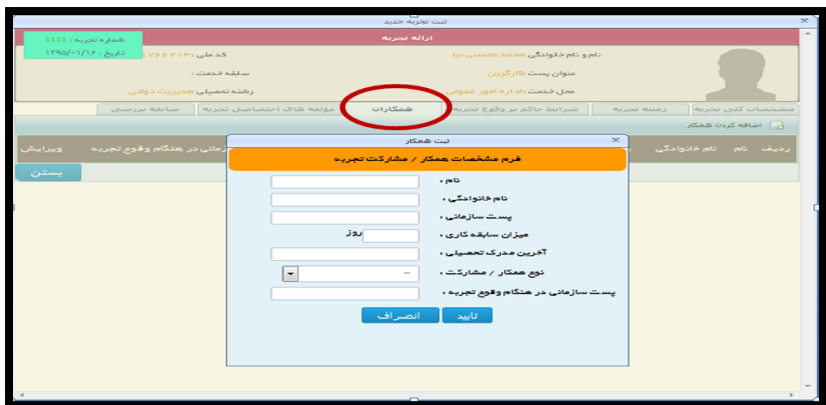 ثبت تجربه جدید
ارائه تجربه
شماره تجربه : 1111
تاریخ : ۱۳۹۵/۰۱/۱۶
نام و نام خانوادگی :محمد محسنی نیا
کد ملی :
عنوان پست :کارگزین
سابقه خدمت :
محل خدمت :اداره امور عمومی
رشته تحصیلی :مدیریت دولتی
مشخصات کلی تجربه
زمینه تجربه
شرایط حاکم بر وقوع تجربه
همکاران
مؤلفه های اختصاصی تجربه
سابقه بررسی
اضافه کردن همکار
ردیف نام نام خانوادگی
زمانی در هنگام وقوع تجربه ویرایش
بستن
ثبت همکار
فرم مشخصات همکار / مشارکت تجربه
نام :
نام خانوادگی :
پست سازمانی :
میزان سابقه کاری : روز
آخرین مدرک تحصیلی :
نوع همکار / مشارکت : --
پست سازمانی در هنگام وقوع تجربه :
تایید انصراف